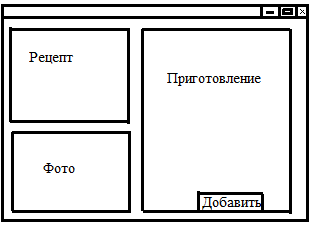 Рецепт
Приготовление
Фото
Добавить